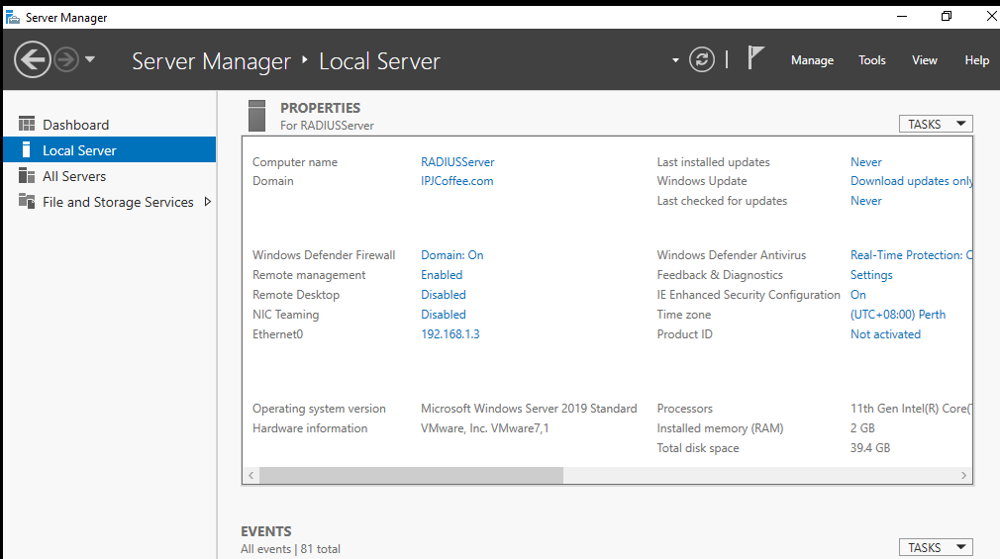 Server Manager
Server Manager ‣ Local Server
Manage Tools View Help
Dashboard
Local Server
All Servers
File and Storage Services
PROPERTIES
For RADIUSServer
TASKS
Computer name RADIUSServer
Domain IPJCoffee.com
Last installed updates Never
Windows Update Download updates only
Last checked for updates Never
Windows Defender Firewall Domain: On
Remote management Enabled
Remote Desktop Disabled
NIC Teaming Disabled
Ethernet0 192.168.1.3
Windows Defender Antivirus Real-Time Protection:
Feedback & Diagnostics Settings
IE Enhanced Security Configuration On
Time zone (UTC+08:00) Perth
Product ID Not activated
Operating system version Microsoft Windows Server 2019 Standard
Hardware information VMware, Inc. VMware7,1
Processors 11th Gen Intel(R) Core(
Installed memory (RAM) 2 GB
Total disk space 39.4 GB
EVENTS
All events | 81 total
TASKS